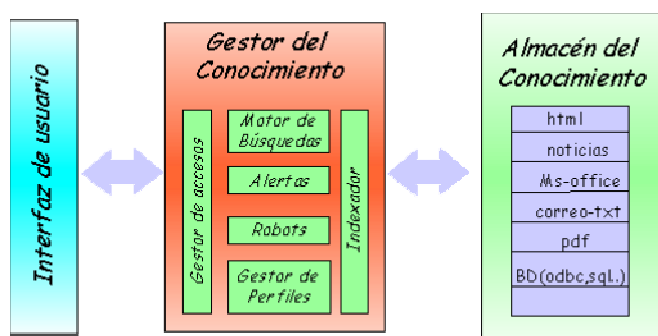 Interfaz de usuario
Gestor del
Conocimiento
Gestor de accesos
Motor de
Búsquedas
Alertas
Robots
Gestor de
Perfiles
Indexador
Almacén del
Conocimiento
html
noticias
Ms-office
correo-txt
pdf
BD(odbc,sql.)